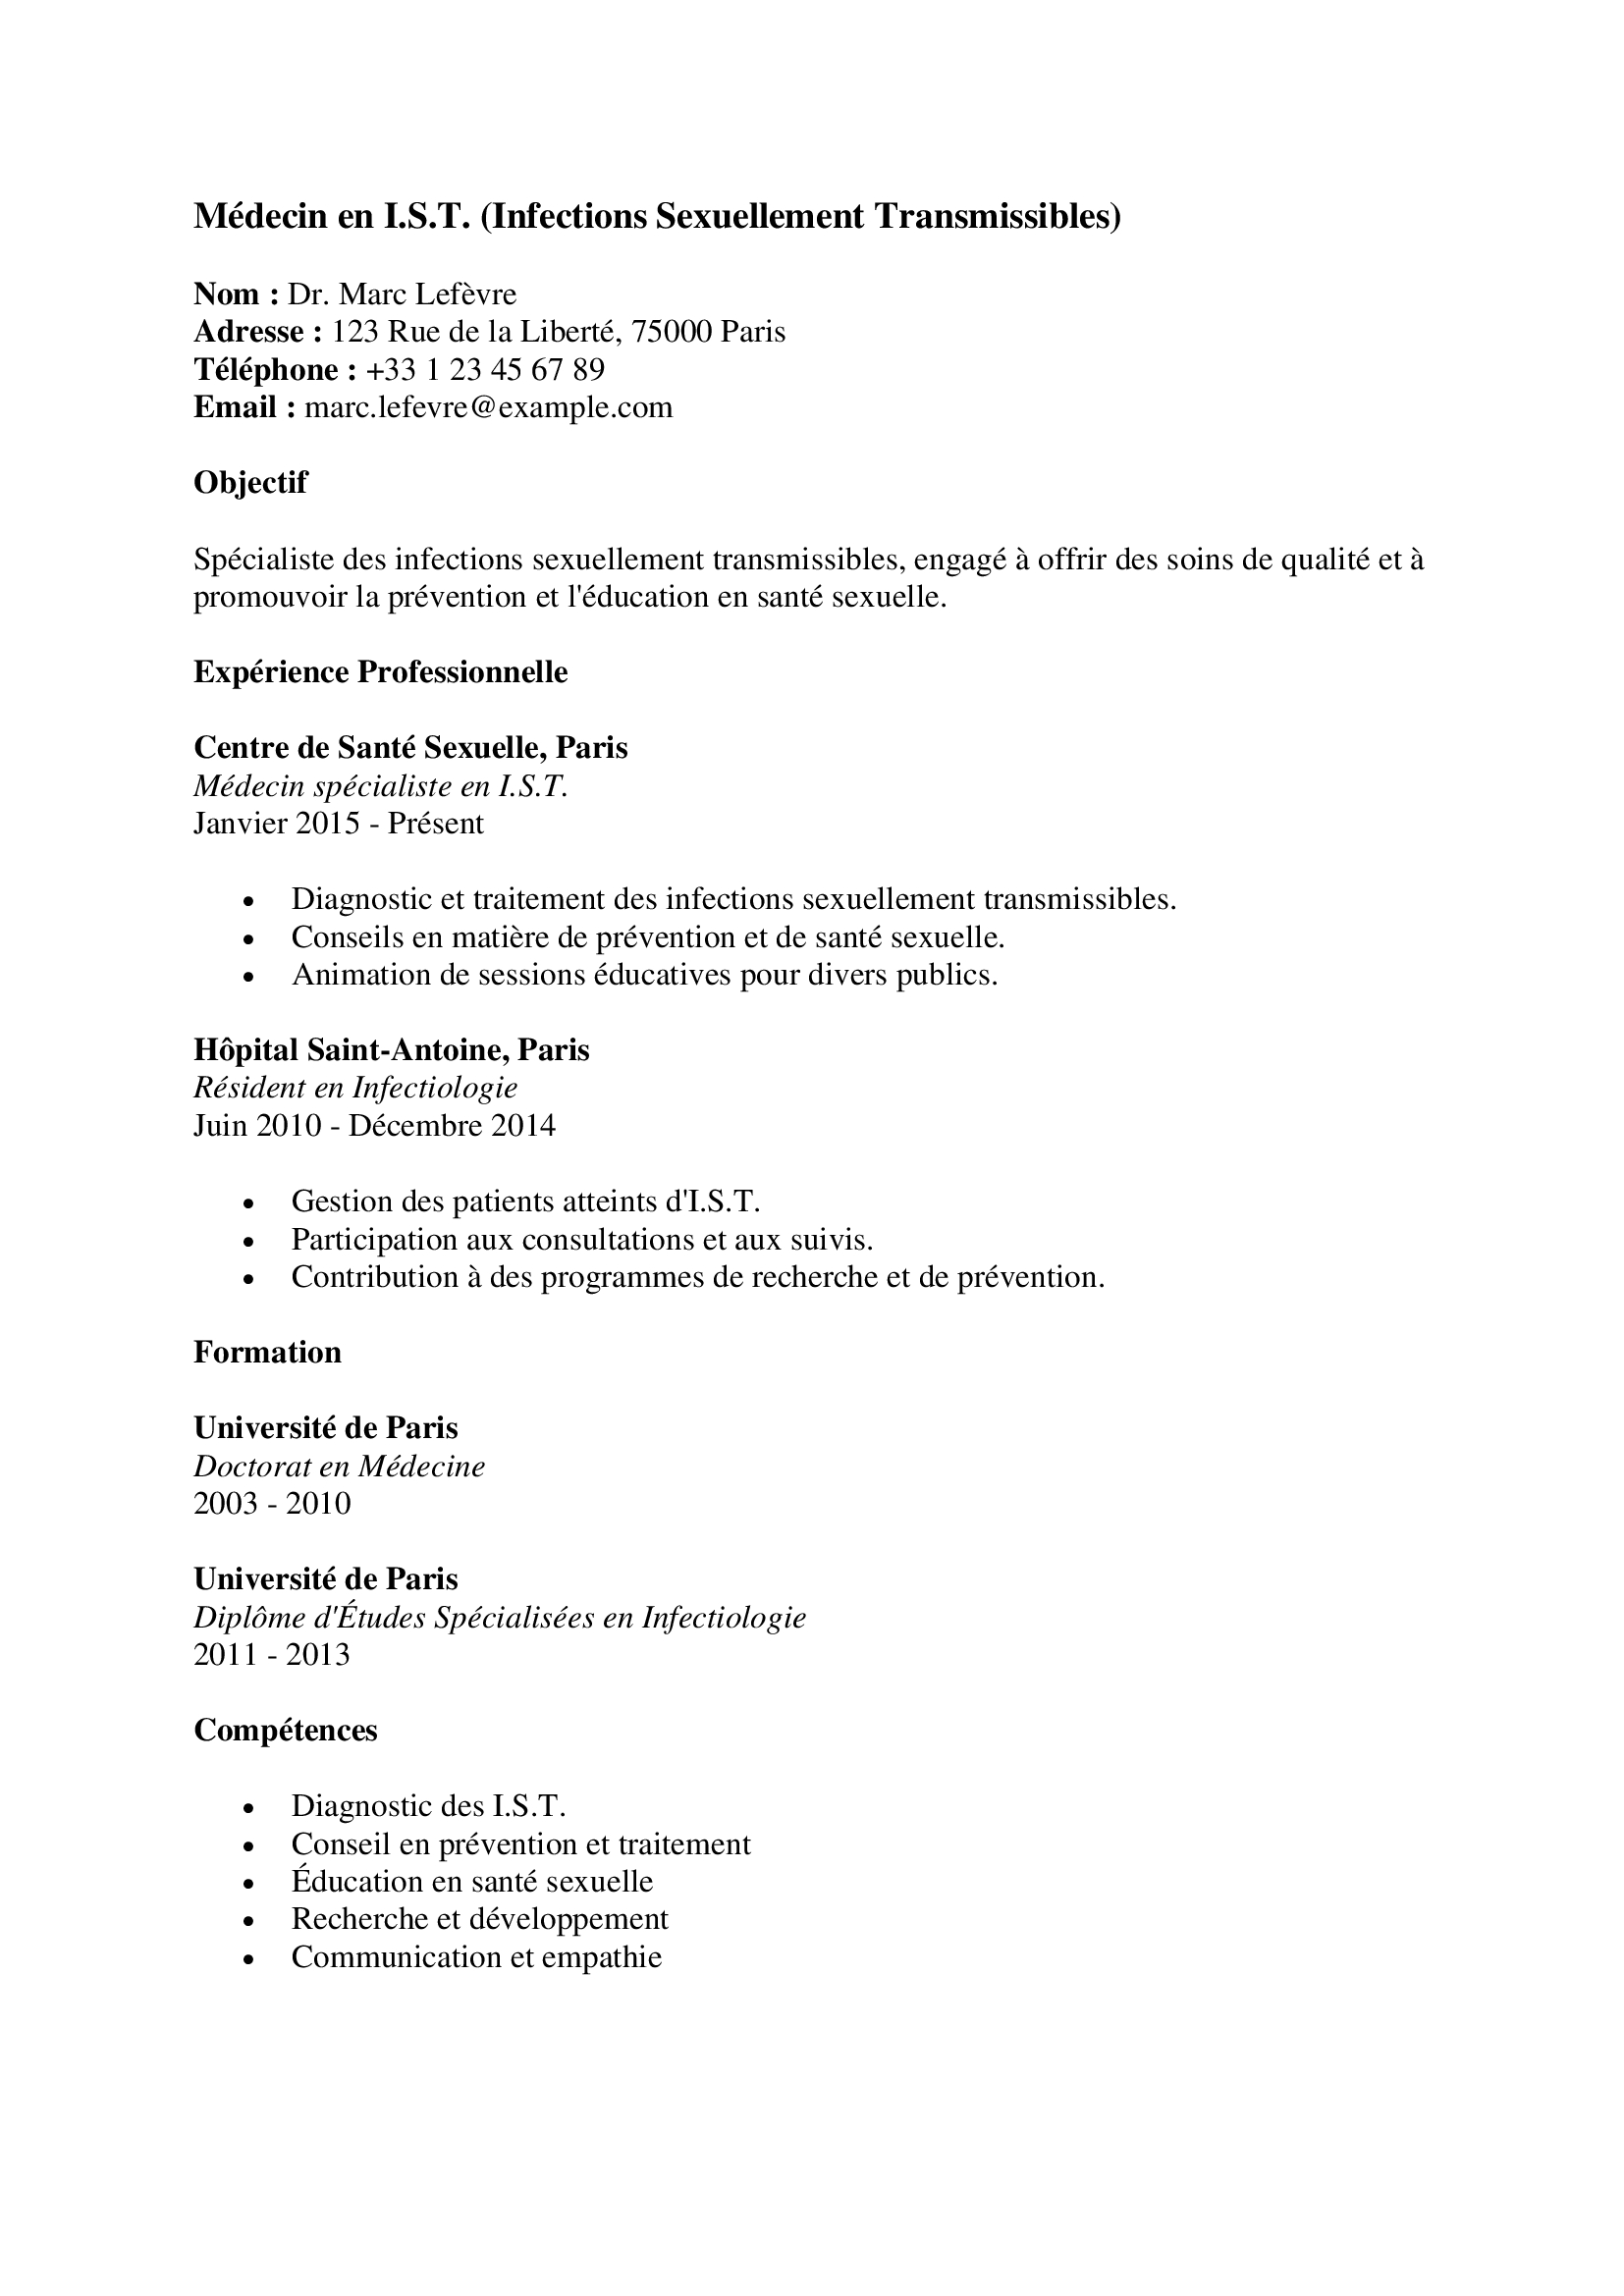 Médecin en I.S.T. (Infections Sexuellement Transmissibles)
Nom : Dr. Marc Lefèvre
Adresse : 123 Rue de la Liberté, 75000 Paris
Téléphone : +33 1 23 45 67 89
Email : marc.lefevre@example.com
Objectif
Spécialiste des infections sexuellement transmissibles, engagé à offrir des soins de qualité et à
promouvoir la prévention et l'éducation en santé sexuelle.
Expérience Professionnelle
Centre de Santé Sexuelle, Paris
Médecin spécialiste en I.S.T.
Janvier 2015 - Présent
• Diagnostic et traitement des infections sexuellement transmissibles.
• Conseils en matière de prévention et de santé sexuelle.
• Animation de sessions éducatives pour divers publics.
Hôpital Saint-Antoine, Paris
Résident en Infectiologie
Juin 2010 - Décembre 2014
• Gestion des patients atteints d'I.S.T.
• Participation aux consultations et aux suivis.
• Contribution à des programmes de recherche et de prévention.
Formation
Université de Paris
Doctorat en Médecine
2003 - 2010
Université de Paris
Diplôme d'Études Spécialisées en Infectiologie
2011 - 2013
Compétences
• Diagnostic des I.S.T.
• Conseil en prévention et traitement
• Éducation en santé sexuelle
• Recherche et développement
• Communication et empathie